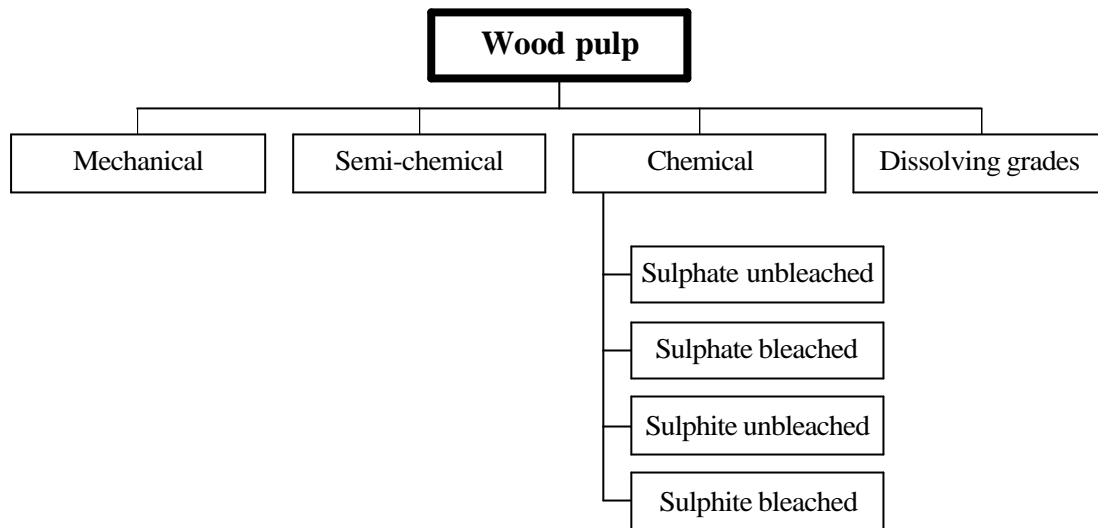 Wood pulp
Mechanical
Semi-chemical
Chemical
Dissolving grades
Sulphate unbleached
Sulphate bleached
Sulphite unbleached
Sulphite bleached